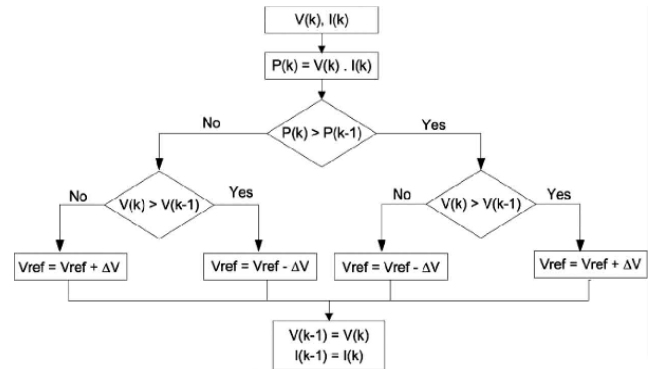 V(k), I(k)
P(k) = V(k) . I(k)
No
P(k) > P(k-1)
Yes
No
V(k) > V(k-1)
Yes
No
V(k) > V(k-1)
Yes
Vref = Vref + ΔV
Vref = Vref - ΔV
Vref = Vref - ΔV
Vref = Vref + ΔV
V(k-1) = V(k)
I(k-1) = I(k)